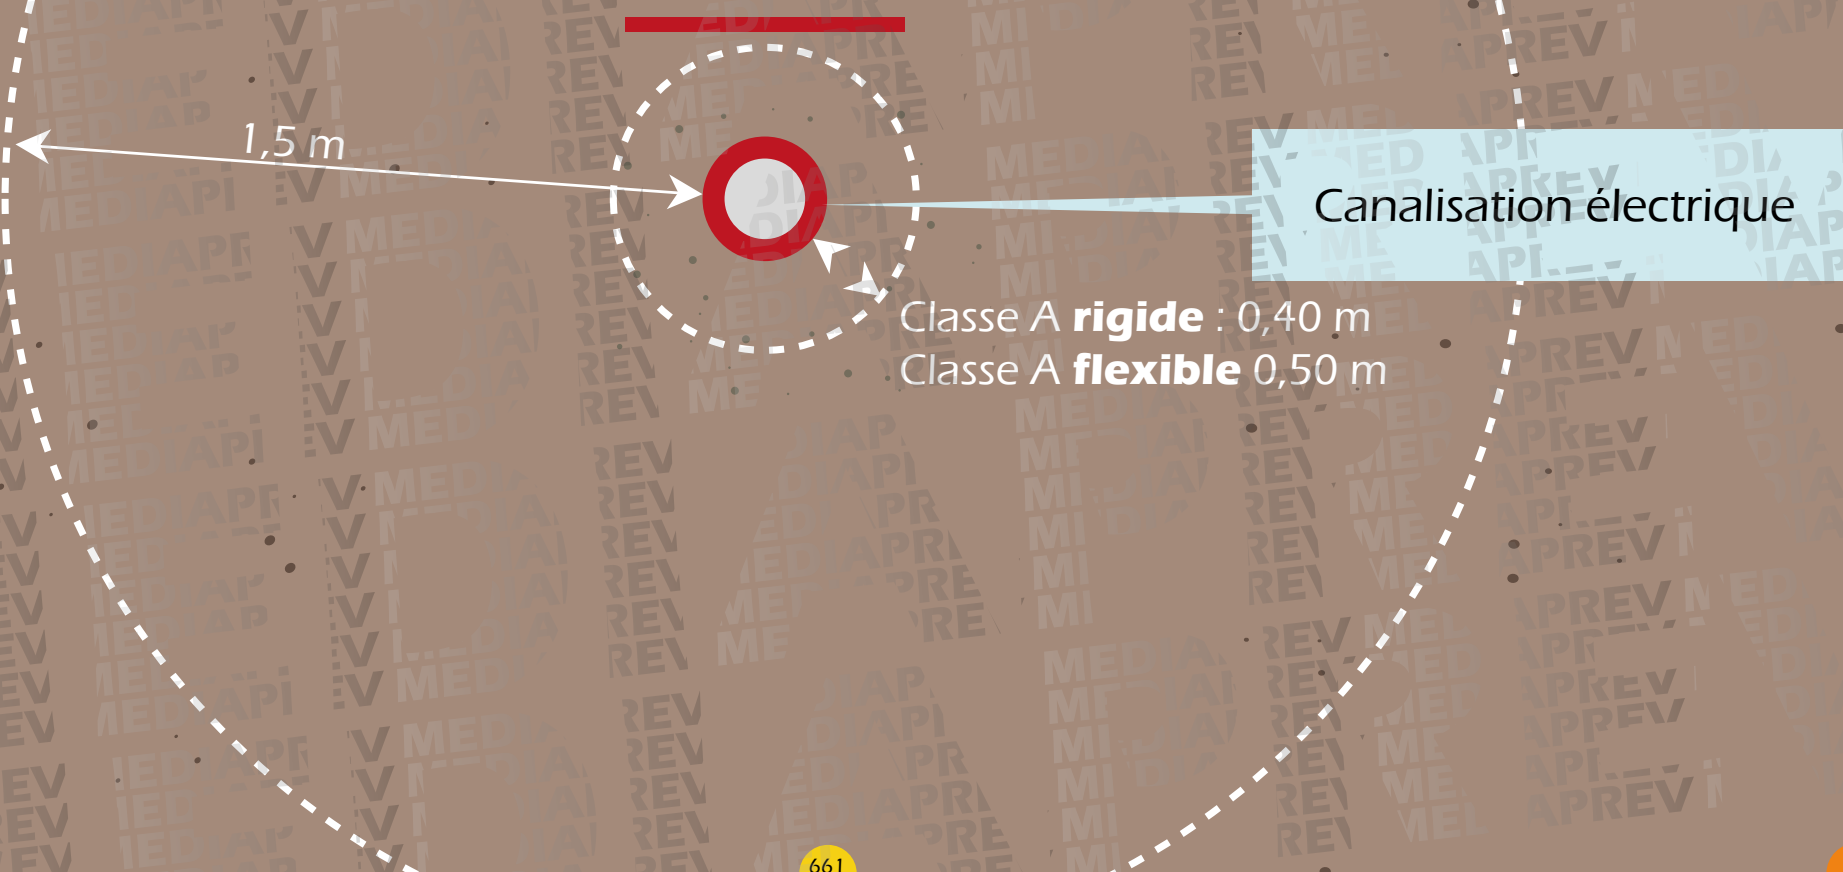 1,5 m
Canalisation électrique
Classe A rigide : 0,40 m
Classe A flexible 0,50 m
661